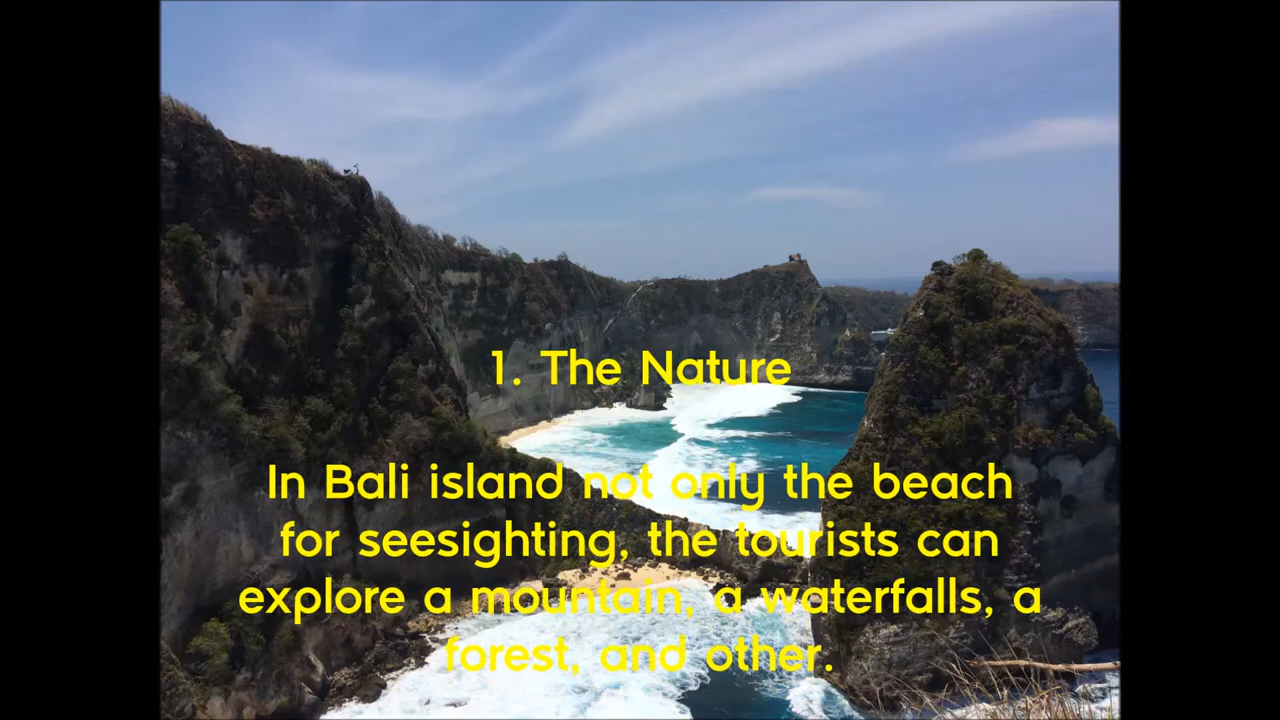 1. The Nature
In Bali island not only the beach
for seesighting, the tourists can
explore a mountain, a waterfalls, a
forest, and other.